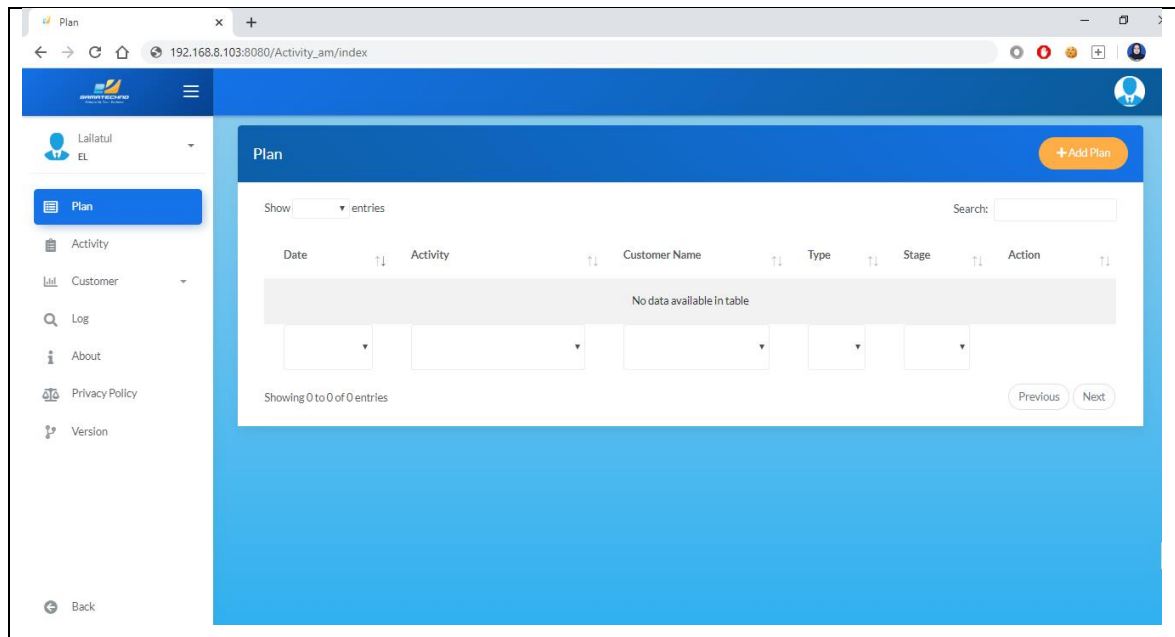 Plan
192.168.8.103:8080/Activity_am/index
GAMATECHNO
Lailatul
EL
Plan
Activity
Customer
Log
About
Privacy Policy
Version
Back
Plan
+ Add Plan
Show entries
Search:
Date Activity Customer Name Type Stage Action
No data available in table
Showing 0 to 0 of 0 entries
Previous Next